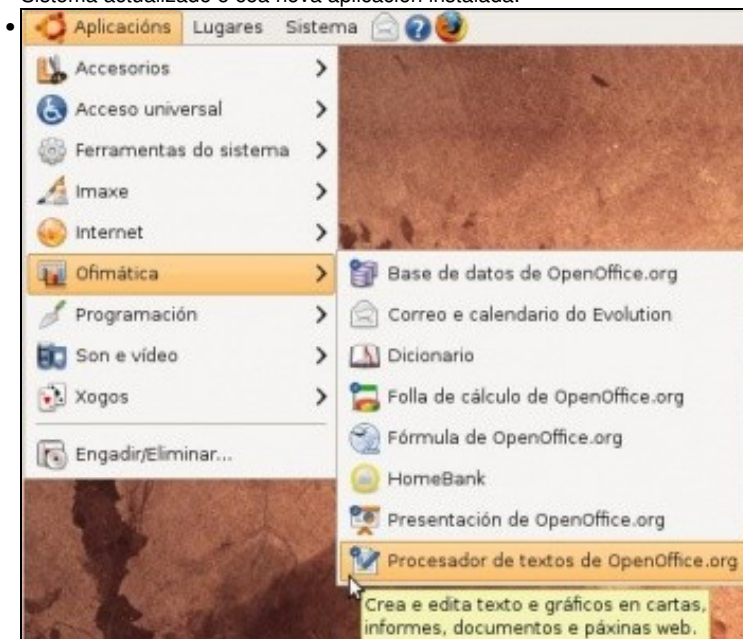 Sistema actualizado e coa nova aplicación instalada.
Aplicacións Lugares Sistema
Accesorios
Acceso universal
Ferramentas do sistema
Imaxe
Internet
Ofimática
Programación
Son e vídeo
Xogos
Engadir/Eliminar...
Base de datos de OpenOffice.org
Correo e calendario do Evolution
Dicionario
Folla de cálculo de OpenOffice.org
Fórmula de OpenOffice.org
HomeBank
Presentación de OpenOffice.org
Procesador de textos de OpenOffice.org
Crea e edita texto e gráficos en cartas,
informes, documentos e páxinas web.